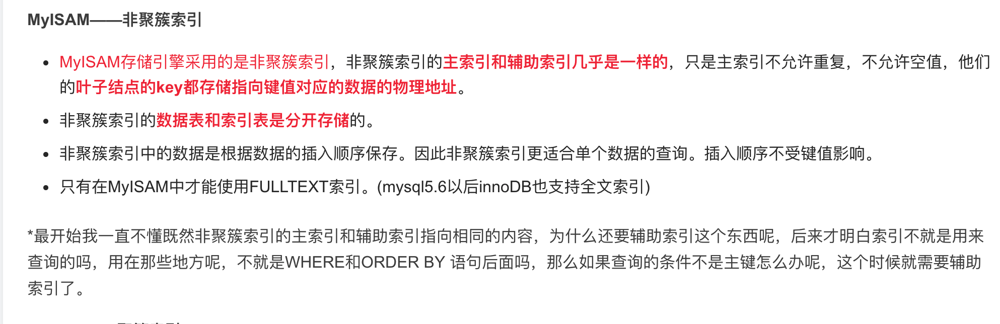 MyISAM——非聚簇索引
MyISAM存储引擎采用的是非聚簇索引，非聚簇索引的主索引和辅助索引几乎是一样的，只是主索引不允许重复，不允许空值，他们
的叶子结点的key都存储指向键值对应的数据的物理地址。
非聚簇索引的数据表和索引表是分开存储的。
非聚簇索引中的数据是根据数据的插入顺序保存。因此非聚簇索引更适合单个数据的查询。插入顺序不受键值影响。
只有在MyISAM中才能使用FULLTEXT索引。(mysql5.6以后innoDB也支持全文索引)
*最开始我一直不懂既然非聚簇索引的主索引和辅助索引指向相同的内容，为什么还要辅助索引这个东西呢，后来才明白索引不就是用来
查询的吗，用在那些地方呢，不就是WHERE和ORDER BY 语句后面吗，那么如果查询的条件不是主键怎么办呢，这个时候就需要辅助
索引了。